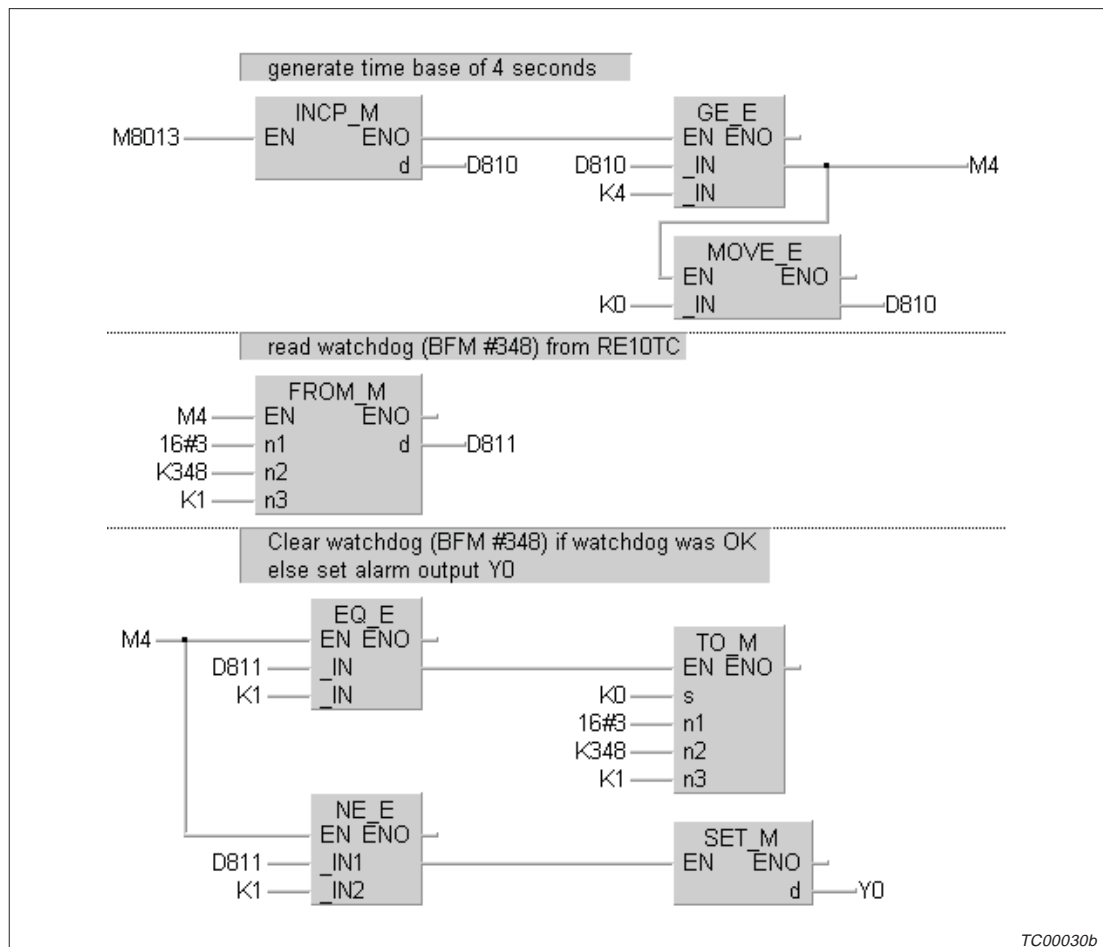 generate time base of 4 seconds
INCP_M
GE_E
M8013 EN ENO
EN ENO
d D810
D810 _IN
M4
K4 _IN
MOVE_E
EN ENO
K0 _IN
D810
read watchdog (BFM #348) from RE10TC
FROM_M
M4 EN ENO
16#3 n1 d D811
K348 n2
K1 n3
Clear watchdog (BFM #348) if watchdog was OK
else set alarm output Y0
EQ_E
M4 EN ENO
D811 _IN
K1 _IN
TO_M
EN ENO
K0 s
16#3 n1
K348 n2
K1 n3
NE_E
EN ENO
D811 _IN1
K1 _IN2
SET_M
EN ENO
d Y0
TC00030b